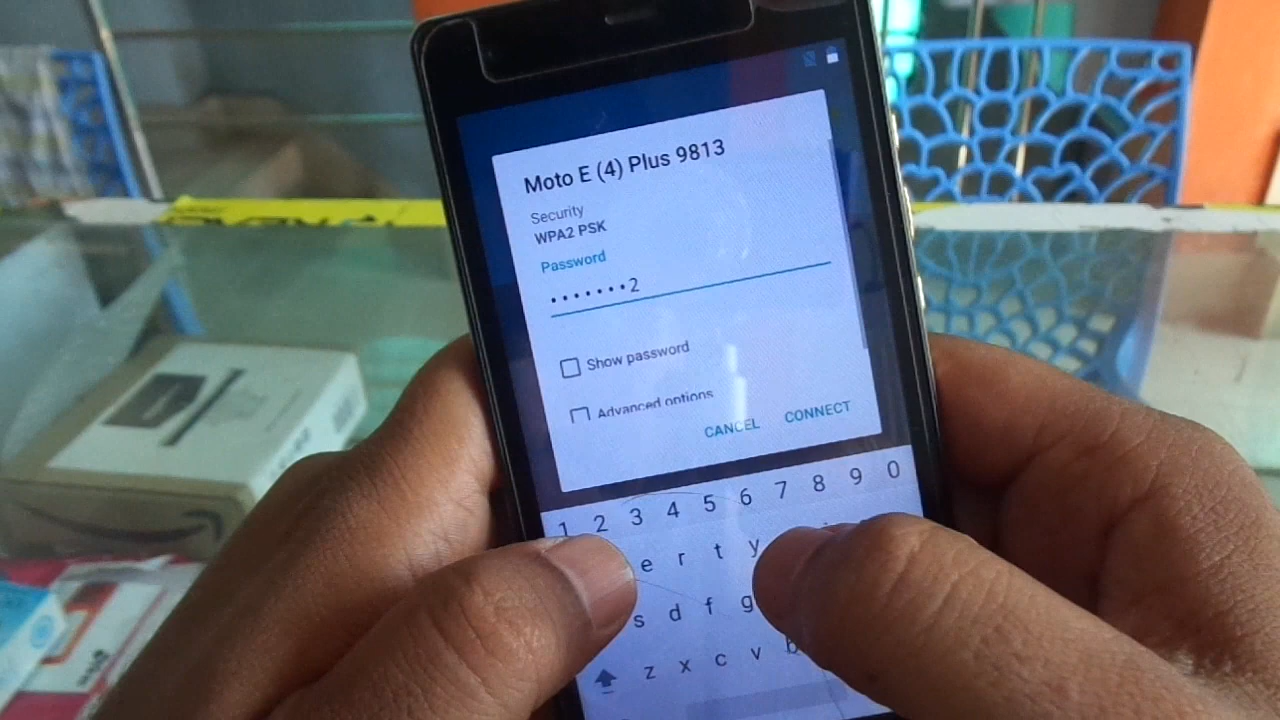 Moto E (4) Plus 9813
Security
WPA2 PSK
Password
•••••••2
Show password
Advanced options
CANCEL CONNECT
1 2 3 4 5 6 7 8 9 0
e r t y
s d f g
z x c v b